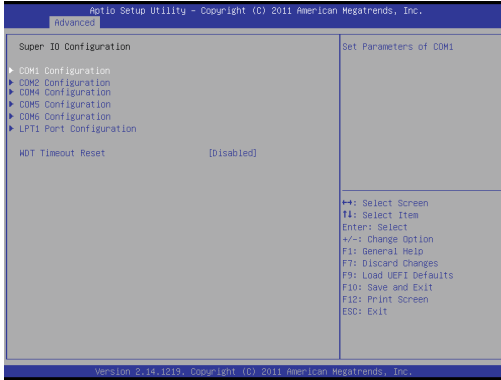 Aptio Setup Utility – Copyright (C) 2011 American Megatrends, Inc.
Advanced
Super IO Configuration
Set Parameters of COM1
COM1 Configuration
COM2 Configuration
COM4 Configuration
COM5 Configuration
COM6 Configuration
LPT1 Port Configuration
WDT Timeout Reset [Disabled]
↔: Select Screen
↑↓: Select Item
Enter: Select
+/-: Change Option
F1: General Help
F7: Discard Changes
F9: Load UEFI Defaults
F10: Save and Exit
F12: Print Screen
ESC: Exit
Version 2.14.1219. Copyright (C) 2011 American Megatrends, Inc.